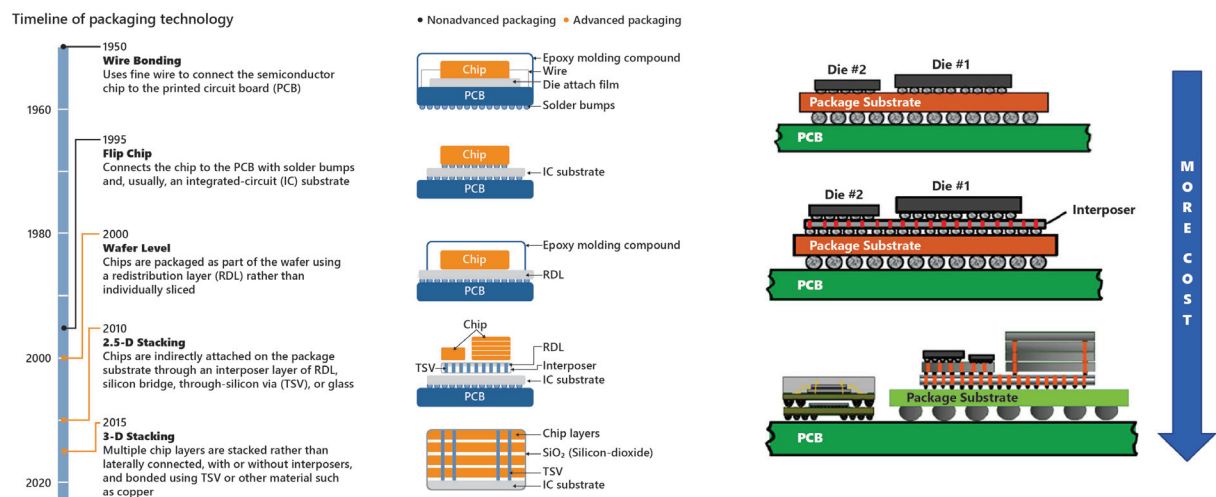 Timeline of packaging technology
• Nonadvanced packaging • Advanced packaging
1950
Wire Bonding
Uses fine wire to connect the semiconductor
chip to the printed circuit board (PCB)
1960
1995
Flip Chip
Connects the chip to the PCB with solder bumps
and, usually, an integrated-circuit (IC) substrate
1980
2000
Wafer Level
Chips are packaged as part of the wafer using
a redistribution layer (RDL) rather than
individually sliced
2010
2.5-D Stacking
Chips are indirectly attached on the package
substrate through an interposer layer of RDL,
silicon bridge, through-silicon via (TSV), or glass
2000
2015
3-D Stacking
Multiple chip layers are stacked rather than
laterally connected, with or without interposers,
and bonded using TSV or other material such
as copper
2020
Epoxy molding compound
Chip
Wire
Die attach film
PCB
Solder bumps
Chip
IC substrate
PCB
Epoxy molding compound
Chip
RDL
PCB
Chip
RDL
TSV
Interposer
IC substrate
PCB
Chip layers
SiO₂ (Silicon-dioxide)
TSV
IC substrate
Die #2
Die #1
Package Substrate
PCB
Die #2
Die #1
Interposer
Package Substrate
PCB
Package Substrate
PCB
MORE COST